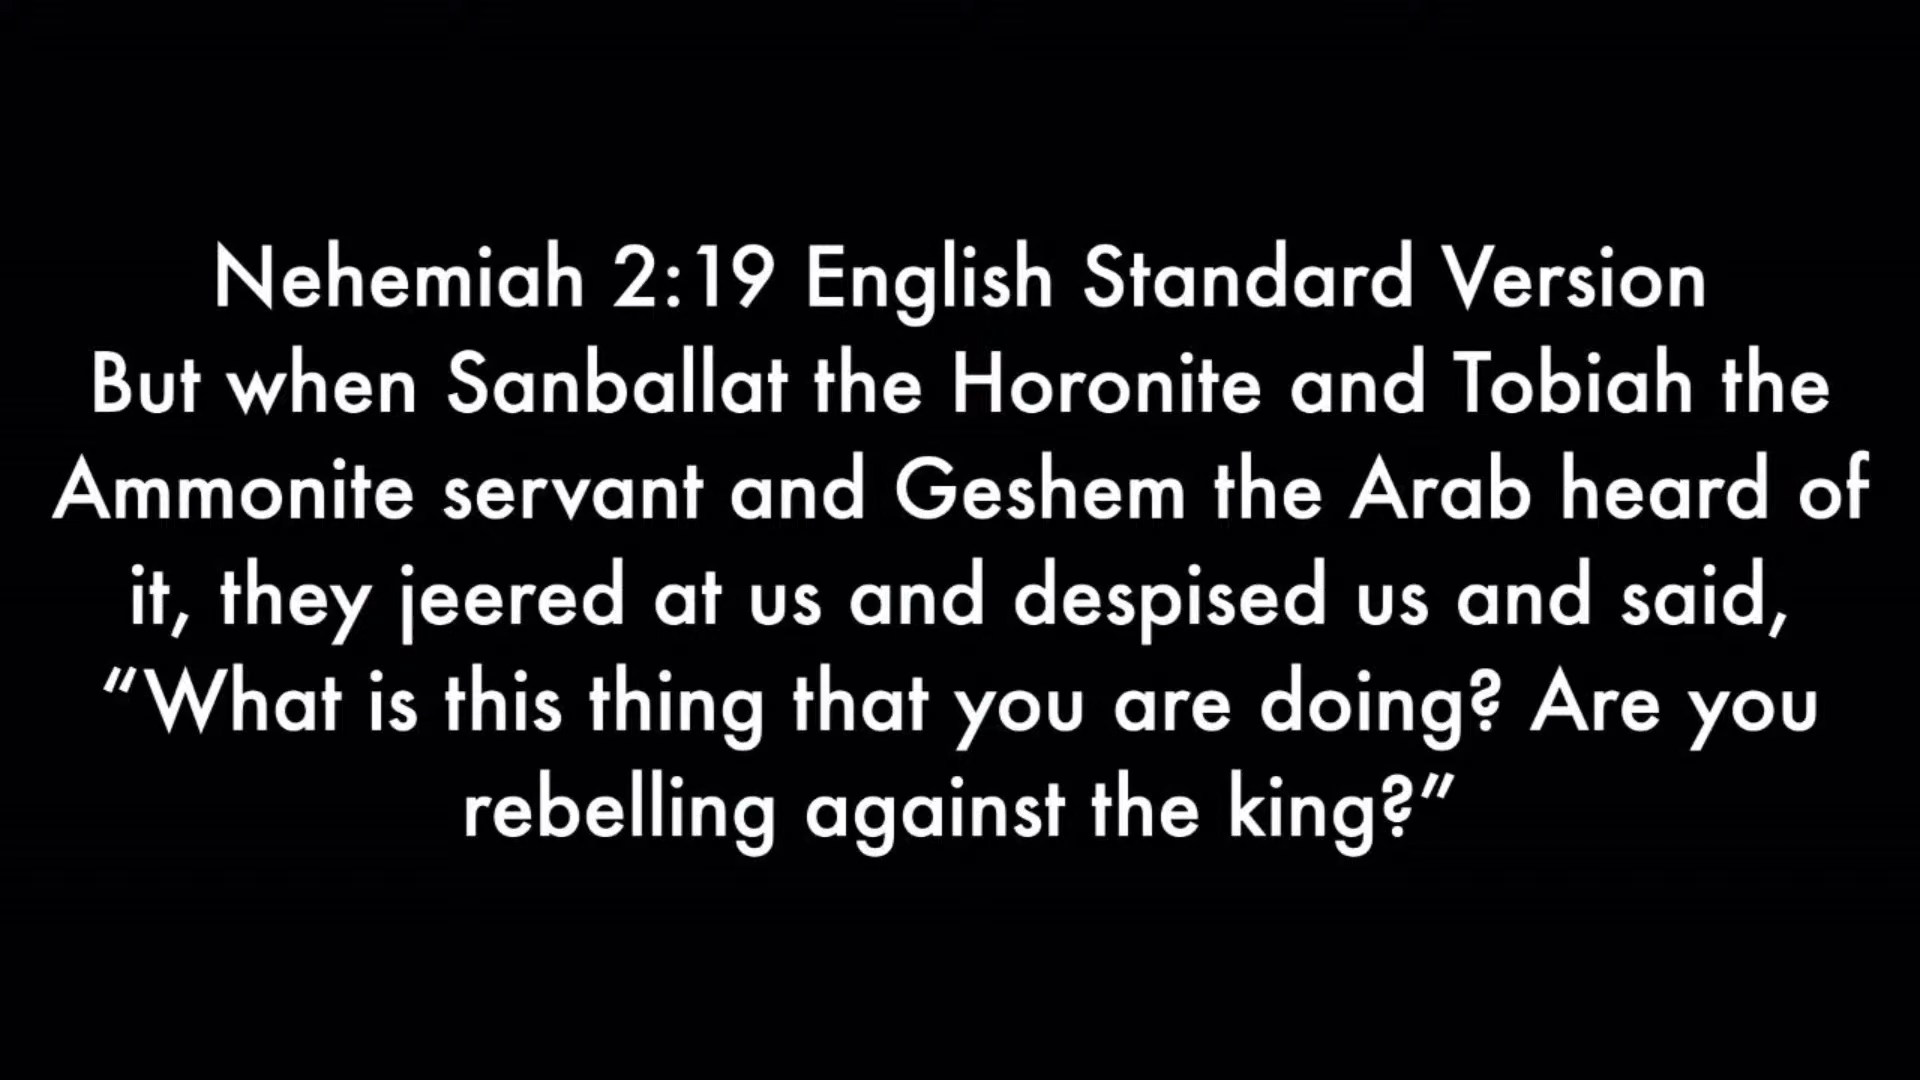 Nehemiah 2:19 English Standard Version
But when Sanballat the Horonite and Tobiah the
Ammonite servant and Geshem the Arab heard of
it, they jeered at us and despised us and said,
“What is this thing that you are doing? Are you
rebelling against the king?”